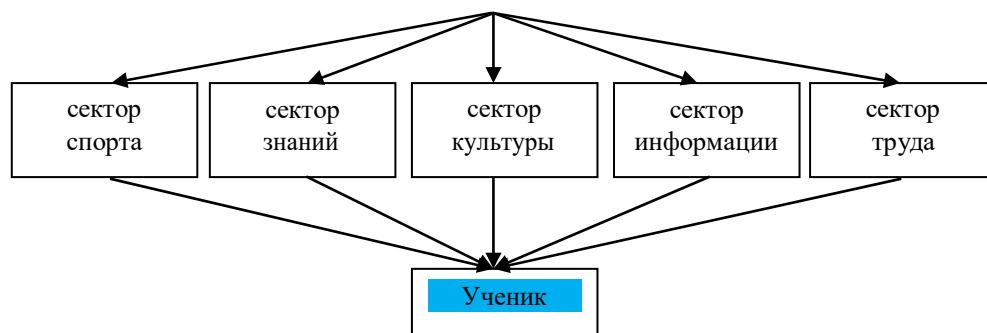 сектор
спорта
сектор
знаний
сектор
культуры
сектор
информации
сектор
труда
Ученик